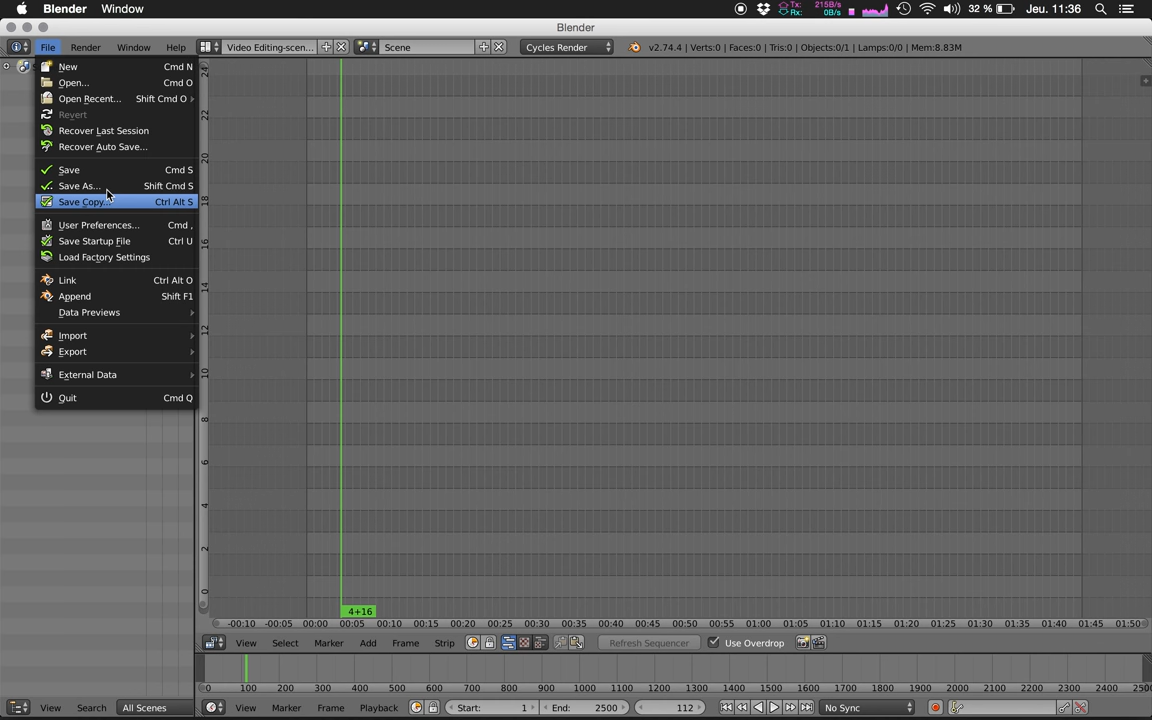 Blender Window Tx: Rx: 215B/s 0B/s 32 % Jeu. 11:36
Blender
File Render Window Help Video Editing-scen... Scene Cycles Render v2.74.4 | Verts:0 | Faces:0 | Tris:0 | Objects:0/1 | Lamps:0/0 | Mem:8.83M
New Cmd N
Open... Cmd O
Open Recent... Shift Cmd O
Revert
Recover Last Session
Recover Auto Save...
Save Cmd S
Save As... Shift Cmd S
Save Copy... Ctrl Alt S
User Preferences... Cmd ,
Save Startup File Ctrl U
Load Factory Settings
Link Ctrl Alt O
Append Shift F1
Data Previews
Import
Export
External Data
Quit Cmd Q
24
22
20
18
16
14
12
10
8
6
4
2
0
4+16
-00:10 -00:05 00:00 00:05 00:10 00:15 00:20 00:25 00:30 00:35 00:40 00:45 00:50 00:55 01:00 01:05 01:10 01:15 01:20 01:25 01:30 01:35 01:40 01:45 01:50
View Select Marker Add Frame Strip Refresh Sequencer Use Overdrop
0 100 200 300 400 500 600 700 800 900 1000 1100 1200 1300 1400 1500 1600 1700 1800 1900 2000 2100 2200 2300 2400
View Search All Scenes View Marker Frame Playback Start: 1 End: 2500 112 No Sync